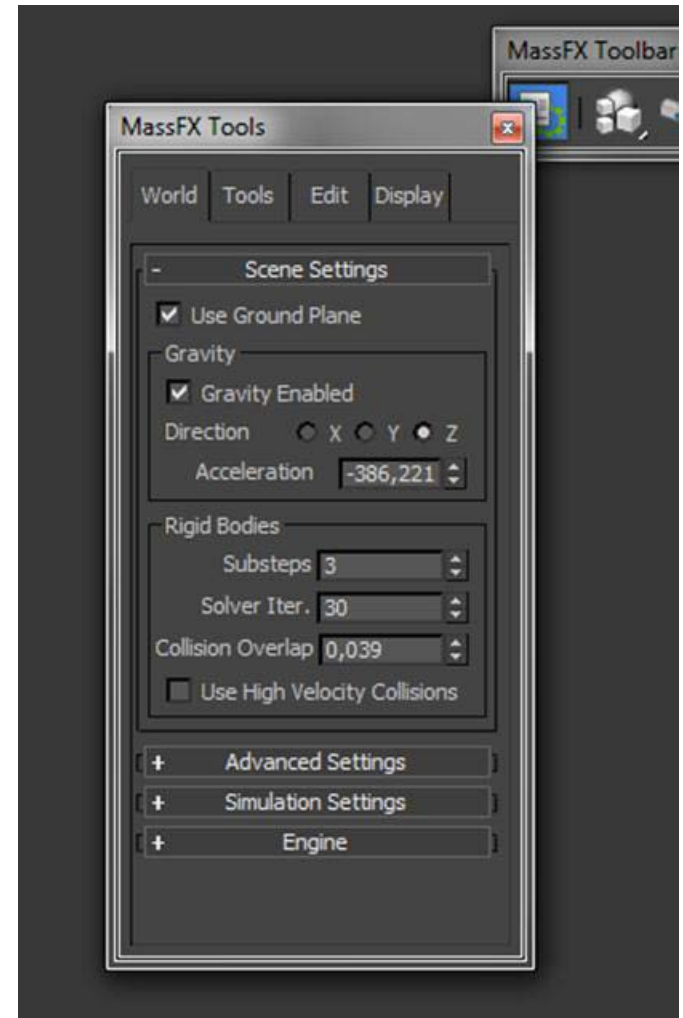 MassFX Toolbar
MassFX Tools
World Tools Edit Display
- Scene Settings
Use Ground Plane
Gravity
Gravity Enabled
Direction X Y Z
Acceleration -386,221
Rigid Bodies
Substeps 3
Solver Iter. 30
Collision Overlap 0,039
Use High Velocity Collisions
+ Advanced Settings
+ Simulation Settings
+ Engine